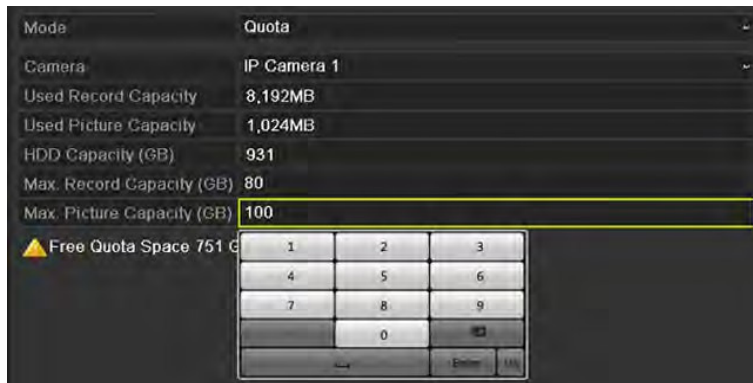 Mode Quota
Camera IP Camera 1
Used Record Capacity 8,192MB
Used Picture Capacity 1,024MB
HDD Capacity (GB) 931
Max. Record Capacity (GB) 80
Max. Picture Capacity (GB) 100
Free Quota Space 751 G
1 2 3
4 5 6
7 8 9
0
Enter